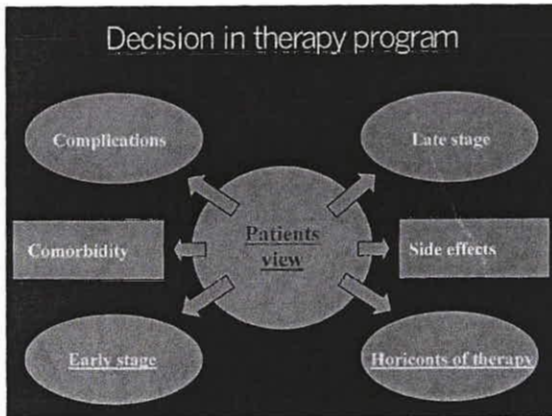 Decision in therapy program
Complications
Late stage
Patients
view
Comorbidity
Side effects
Early stage
Horiconts of therapy